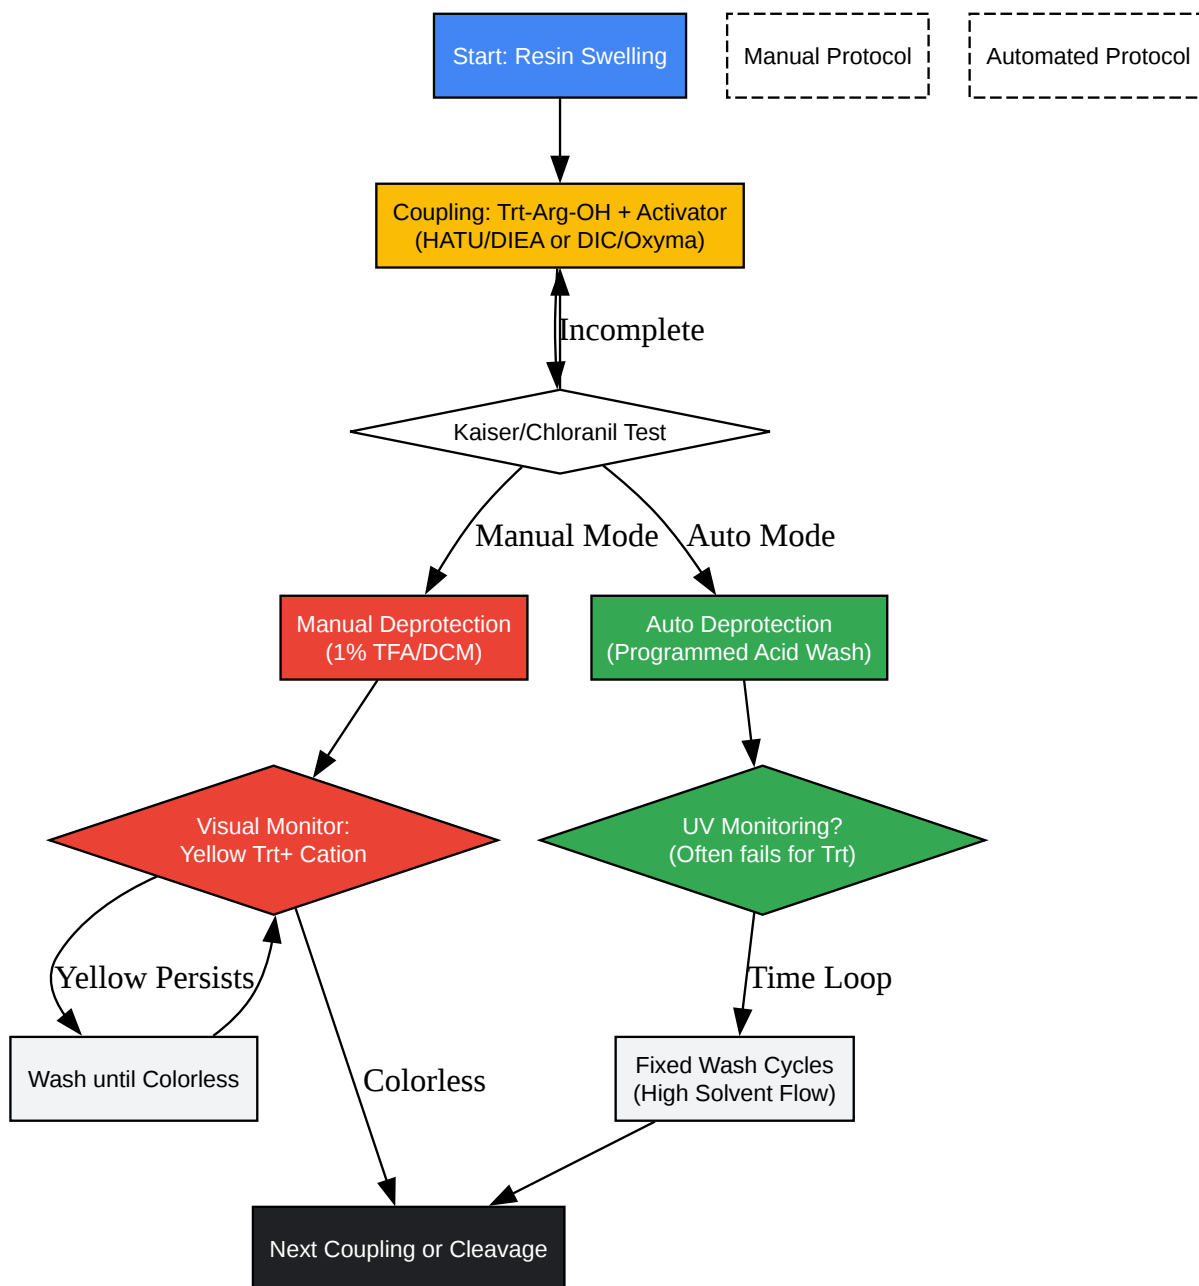 Start: Resin Swelling
Manual Protocol
Automated Protocol
Coupling: Trt-Arg-OH + Activator
(HATU/DIEA or DIC/Oxyma)
Incomplete
Kaiser/Chloranil Test
Manual Mode
Auto Mode
Manual Deprotection
(1% TFA/DCM)
Auto Deprotection
(Programmed Acid Wash)
Visual Monitor:
Yellow Trt+ Cation
UV Monitoring?
(Often fails for Trt)
Yellow Persists
Time Loop
Wash until Colorless
Colorless
Fixed Wash Cycles
(High Solvent Flow)
Next Coupling or Cleavage